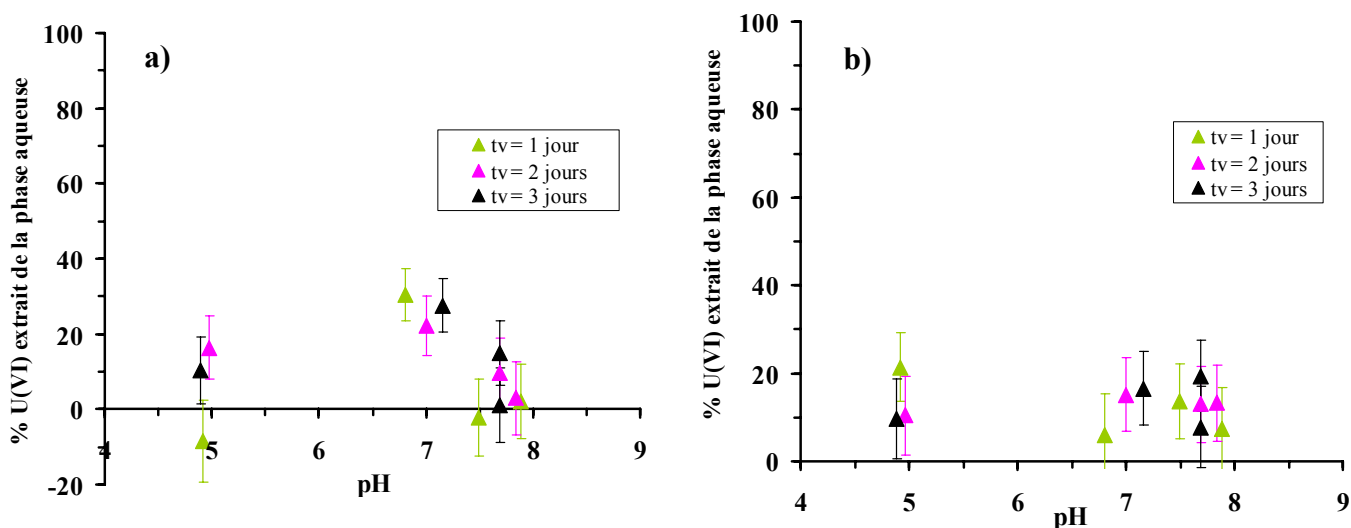 a)
% U(VI) extrait de la phase aqueuse
100
80
60
40
20
0
-20
4
5
6
7
8
9
pH
tv= 1 jour
tv= 2 jours
tv= 3 jours
b)
% U(VI) extrait de la phase aqueuse
100
80
60
40
20
0
4
5
6
7
8
9
pH
tv= 1 jour
tv= 2 jours
tv= 3 jours